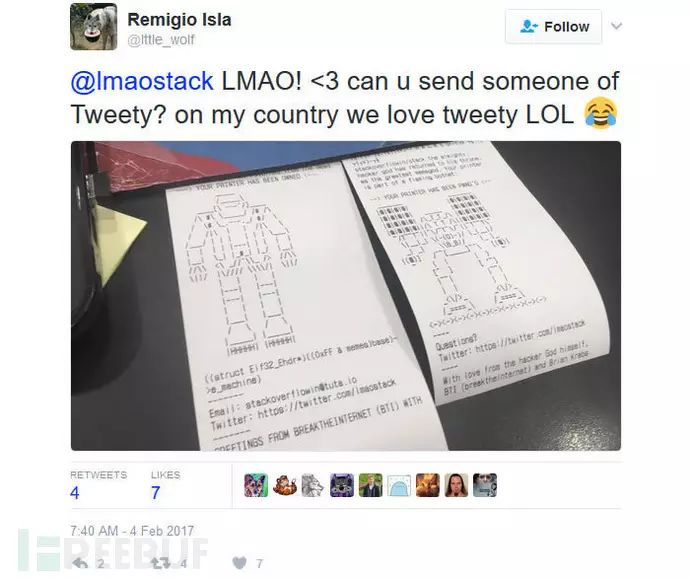 Remigio Isla
@lttle_wolf
Follow
@lmaostack LMAO! <3 can u send someone of
Tweety? on my country we love tweety LOL 😂
YOUR PRINTER HAS BEEN OWNED
((struct Elf32_Ehdr*)((0xFF & memes)base)-
>e_machine)
-------
Email: stackoverflowin@tuta.io
Twitter: https://twitter.com/lmaostack
-------
GREETINGS FROM BREAKTHEINTERNET (BTI) WITH
stackoverflowin/stack the almighty,
hacker god has returned to his throne,
as the greatest memegod. Your printer
is part of a flaming botnet.
YOUR PRINTER HAS BEEN PWND'D
Questions?
Twitter: https://twitter.com/lmaostack
----
With love from the hacker God himself,
BTI (breaktheinternet) and Brian Krebs
RETWEETS
4
LIKES
7
7:40 AM - 4 Feb 2017
2
4
7
FREEBUF